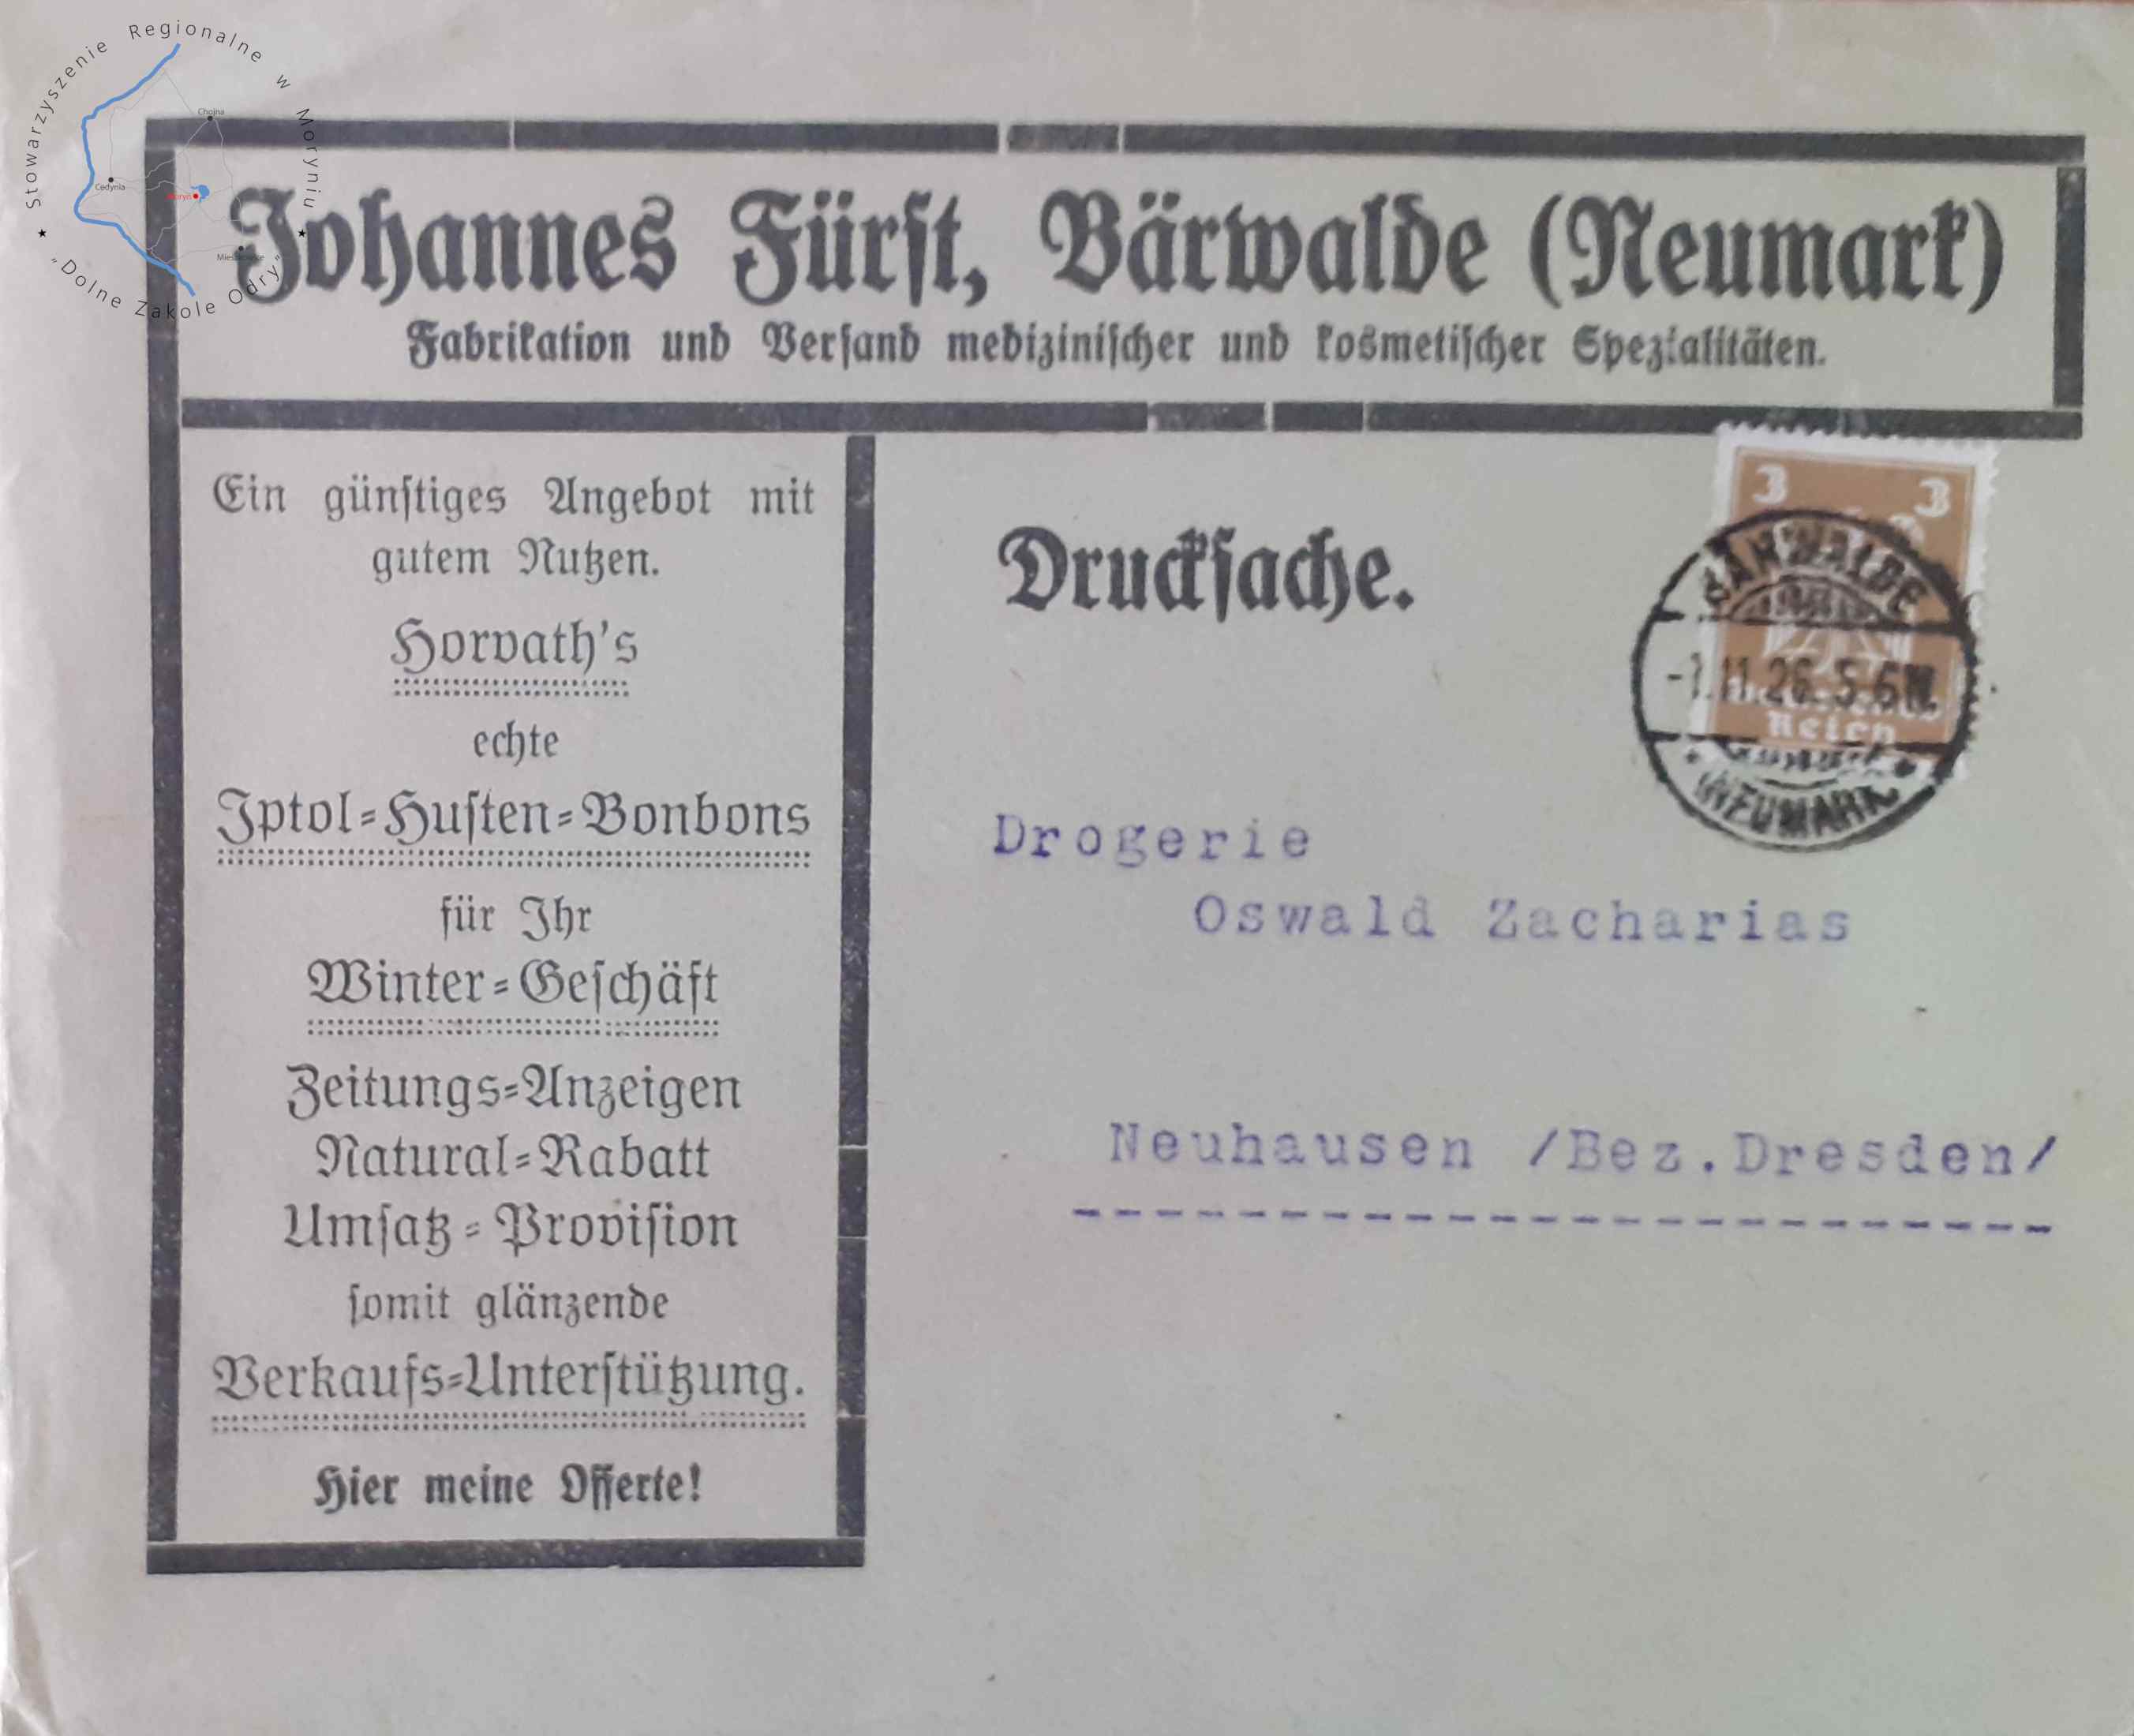 Stowarzyszenie Regionalne w Moryniu
"Dolne Zakole Odry"
Chojna
Cedynia
Moryń
Johannes Fürst, Bärwalde (Neumark)
Fabrikation und Versand medizinischer und kosmetischer Spezialitäten.
Ein günstiges Angebot mit
gutem Nutzen.
Horvath's
echte
Iptol-Husten-Bonbons
für Ihr
Winter-Geschäft
Zeitungs-Anzeigen
Natural-Rabatt
Umsatz-Provision
somit glänzende
Verkaufs-Unterstützung.
Hier meine Offerte!
Drucksache.
3 3
Reich
BÄRWALDE
-1.11.26. 5-6N.
(NEUMARK)
Drogerie
Oswald Zacharias
Neuhausen /Bez.Dresden/